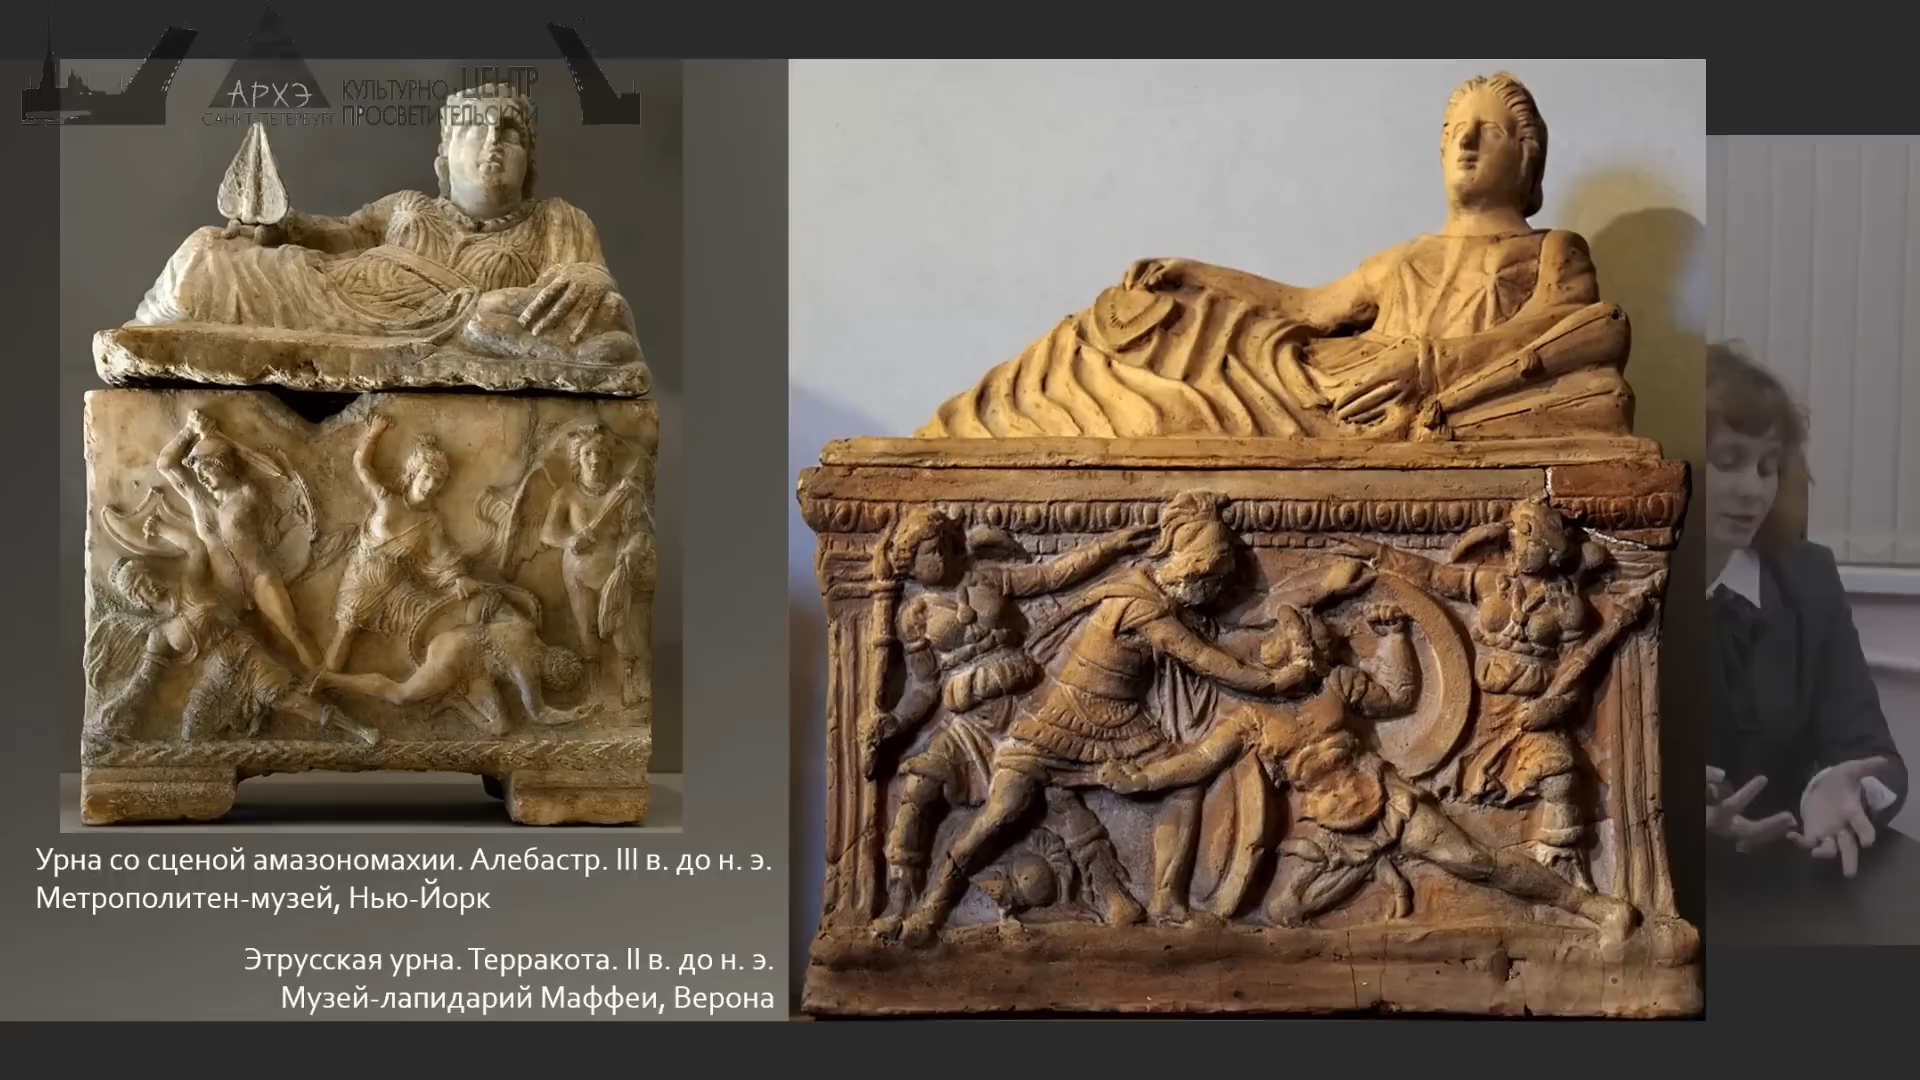 АРХЭ
САНКТ-ПЕТЕРБУРГ
КУЛЬТУРНО-ЦЕНТР
ПРОСВЕТИТЕЛЬСКИЙ
Урна со сценой амазономахии. Алебастр. III в. до н. э.
Метрополитен-музей, Нью-Йорк
Этрусская урна. Терракота. II в. до н. э.
Музей-лапидарий Маффеи, Верона